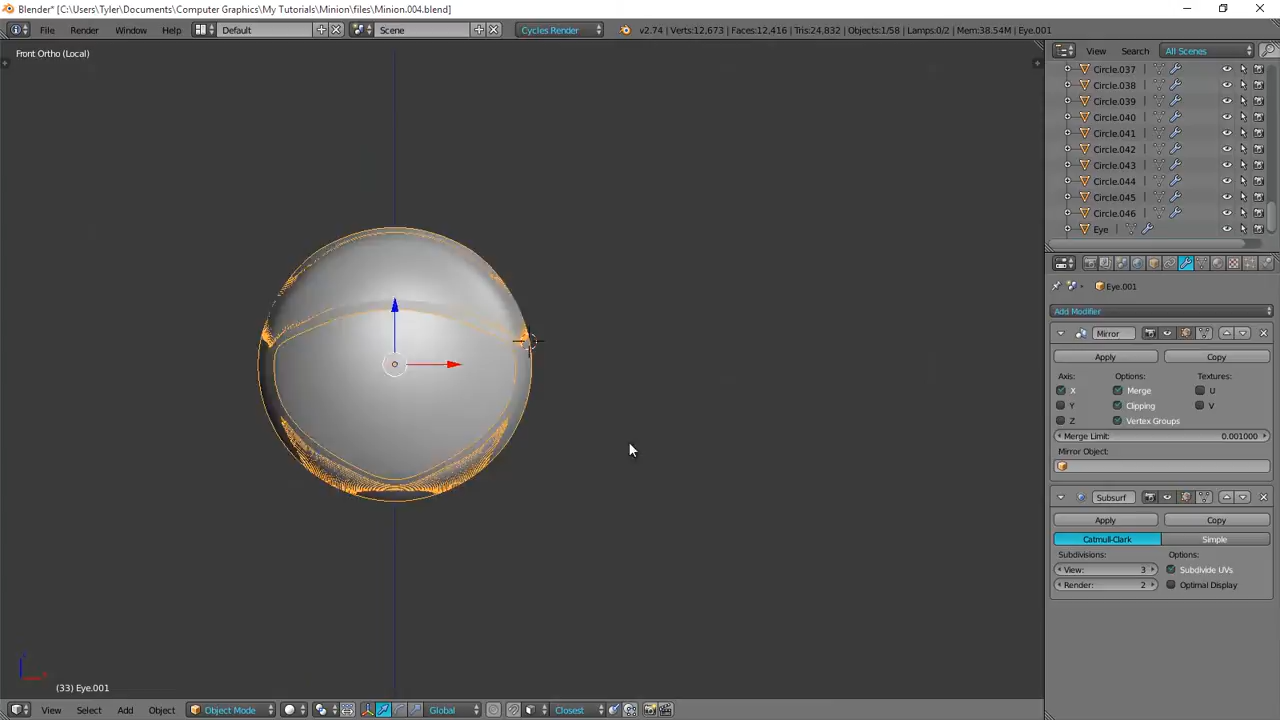 Blender* [C:\Users\Tyler\Documents\Computer Graphics\My Tutorials\Minion\files\Minion.004.blend]
File Render Window Help Default Scene Cycles Render v2.74 | Verts:12,673 | Faces:12,416 | Tris:24,832 | Objects:1/58 | Lamps:0/2 | Mem:38.54M | Eye.001
Front Ortho (Local)
View Search All Scenes
Circle.037
Circle.038
Circle.039
Circle.040
Circle.041
Circle.042
Circle.043
Circle.044
Circle.045
Circle.046
Eye
Eye.001
Add Modifier
Mirror
Apply Copy
Axis: Options: Textures:
X Merge U
Y Clipping V
Z Vertex Groups
Merge Limit: 0.001000
Mirror Object:
Subsurf
Apply Copy
Catmull-Clark Simple
Subdivisions: Options:
View: 3 Subdivide UVs
Render: 2 Optimal Display
(33) Eye.001
View Select Add Object Object Mode Global Closest